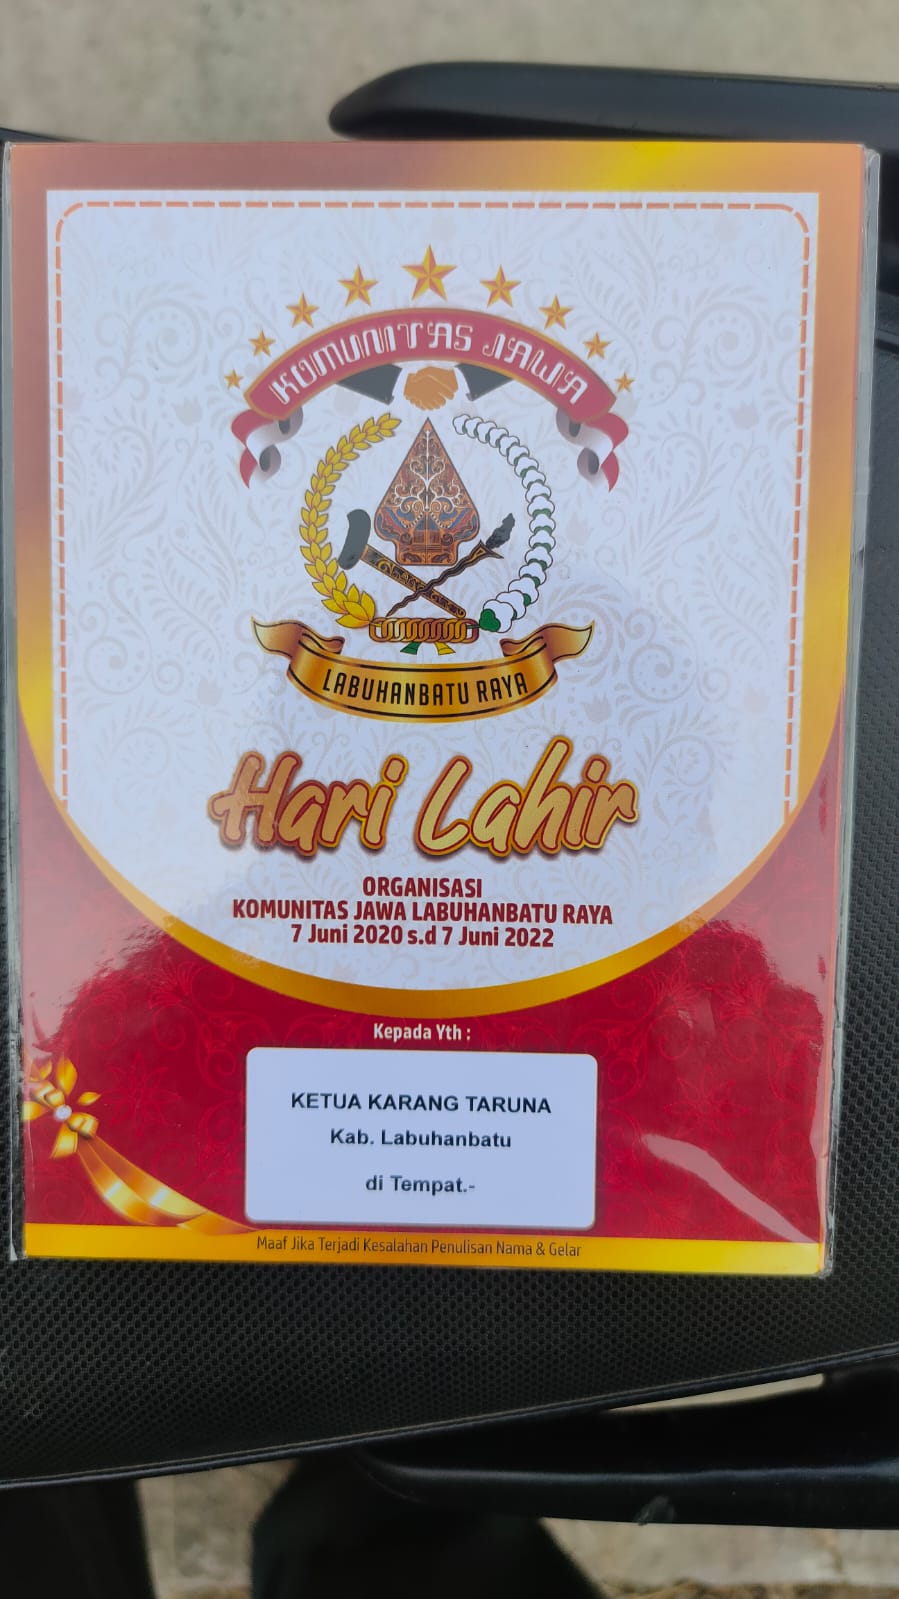 KOMUNITAS JAWA
LABUHANBATU RAYA
Hari Lahir
ORGANISASI
KOMUNITAS JAWA LABUHANBATU RAYA
7 Juni 2020 s.d 7 Juni 2022
Kepada Yth :
KETUA KARANG TARUNA
Kab. Labuhanbatu
di Tempat.-
Maaf Jika Terjadi Kesalahan Penulisan Nama & Gelar